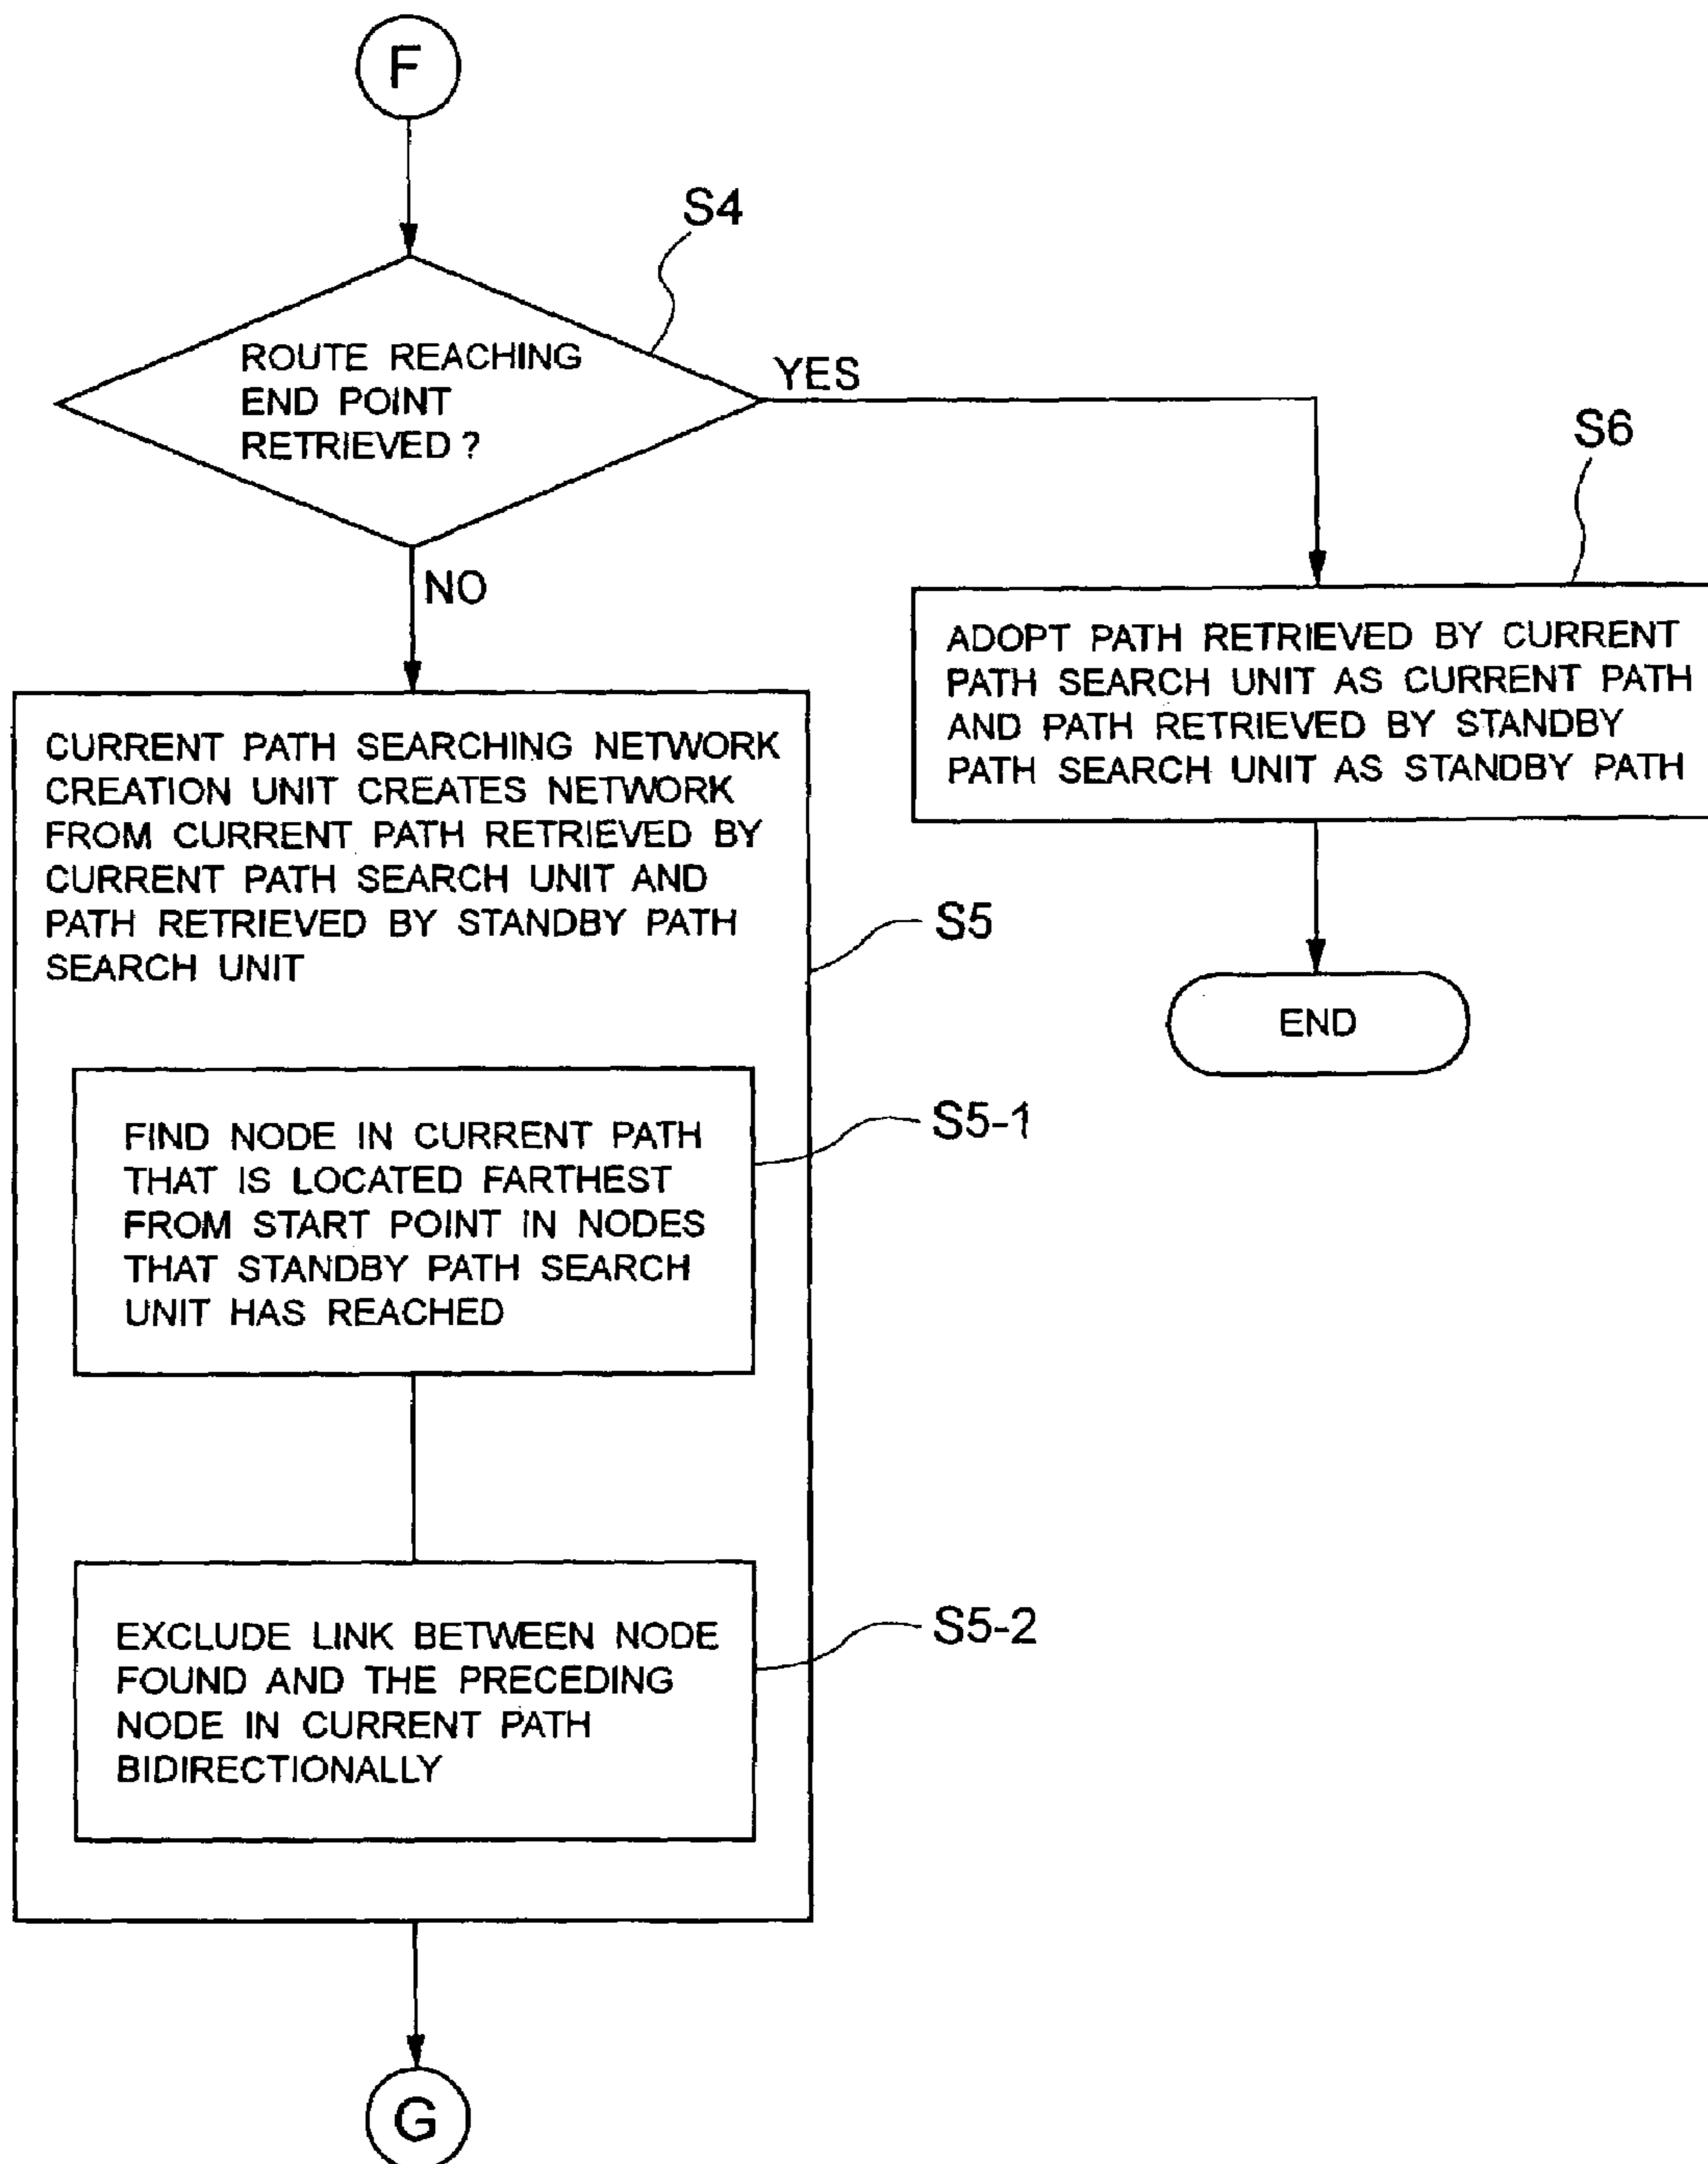 F
S4
ROUTE REACHING
END POINT
RETRIEVED ?
YES
NO
S6
ADOPT PATH RETRIEVED BY CURRENT
PATH SEARCH UNIT AS CURRENT PATH
AND PATH RETRIEVED BY STANDBY
PATH SEARCH UNIT AS STANDBY PATH
END
CURRENT PATH SEARCHING NETWORK
CREATION UNIT CREATES NETWORK
FROM CURRENT PATH RETRIEVED BY
CURRENT PATH SEARCH UNIT AND
PATH RETRIEVED BY STANDBY PATH
SEARCH UNIT
S5
FIND NODE IN CURRENT PATH
THAT IS LOCATED FARTHEST
FROM START POINT IN NODES
THAT STANDBY PATH SEARCH
UNIT HAS REACHED
S5-1
EXCLUDE LINK BETWEEN NODE
FOUND AND THE PRECEDING
NODE IN CURRENT PATH
BIDIRECTIONALLY
S5-2
G